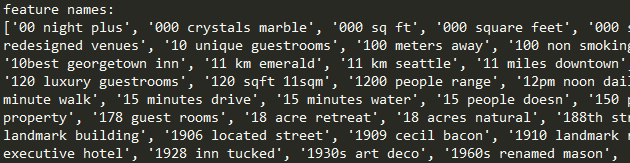 feature names:
['00 night plus', '000 crystals marble', '000 sq ft', '000 square feet', '000 s
redesigned venues', '10 unique guestrooms', '100 meters away', '100 non smoking
'10best georgetown inn', '11 km emerald', '11 km seattle', '11 miles downtown',
'120 luxury guestrooms', '120 sqft 11sqm', '1200 people range', '12pm noon dail
minute walk', '15 minutes drive', '15 minutes water', '15 people doesn', '150 p
property', '178 guest rooms', '18 acre retreat', '18 acres natural', '188th str
landmark building', '1906 located street', '1909 cecil bacon', '1910 landmark r
executive hotel', '1928 inn tucked', '1930s art deco', '1960s renamed mason',